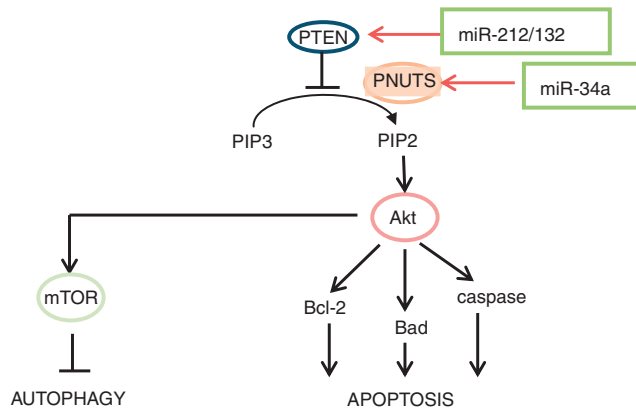 PTEN
miR-212/132
PNUTS
miR-34a
PIP3
PIP2
Akt
mTOR
Bcl-2
Bad
caspase
AUTOPHAGY
APOPTOSIS